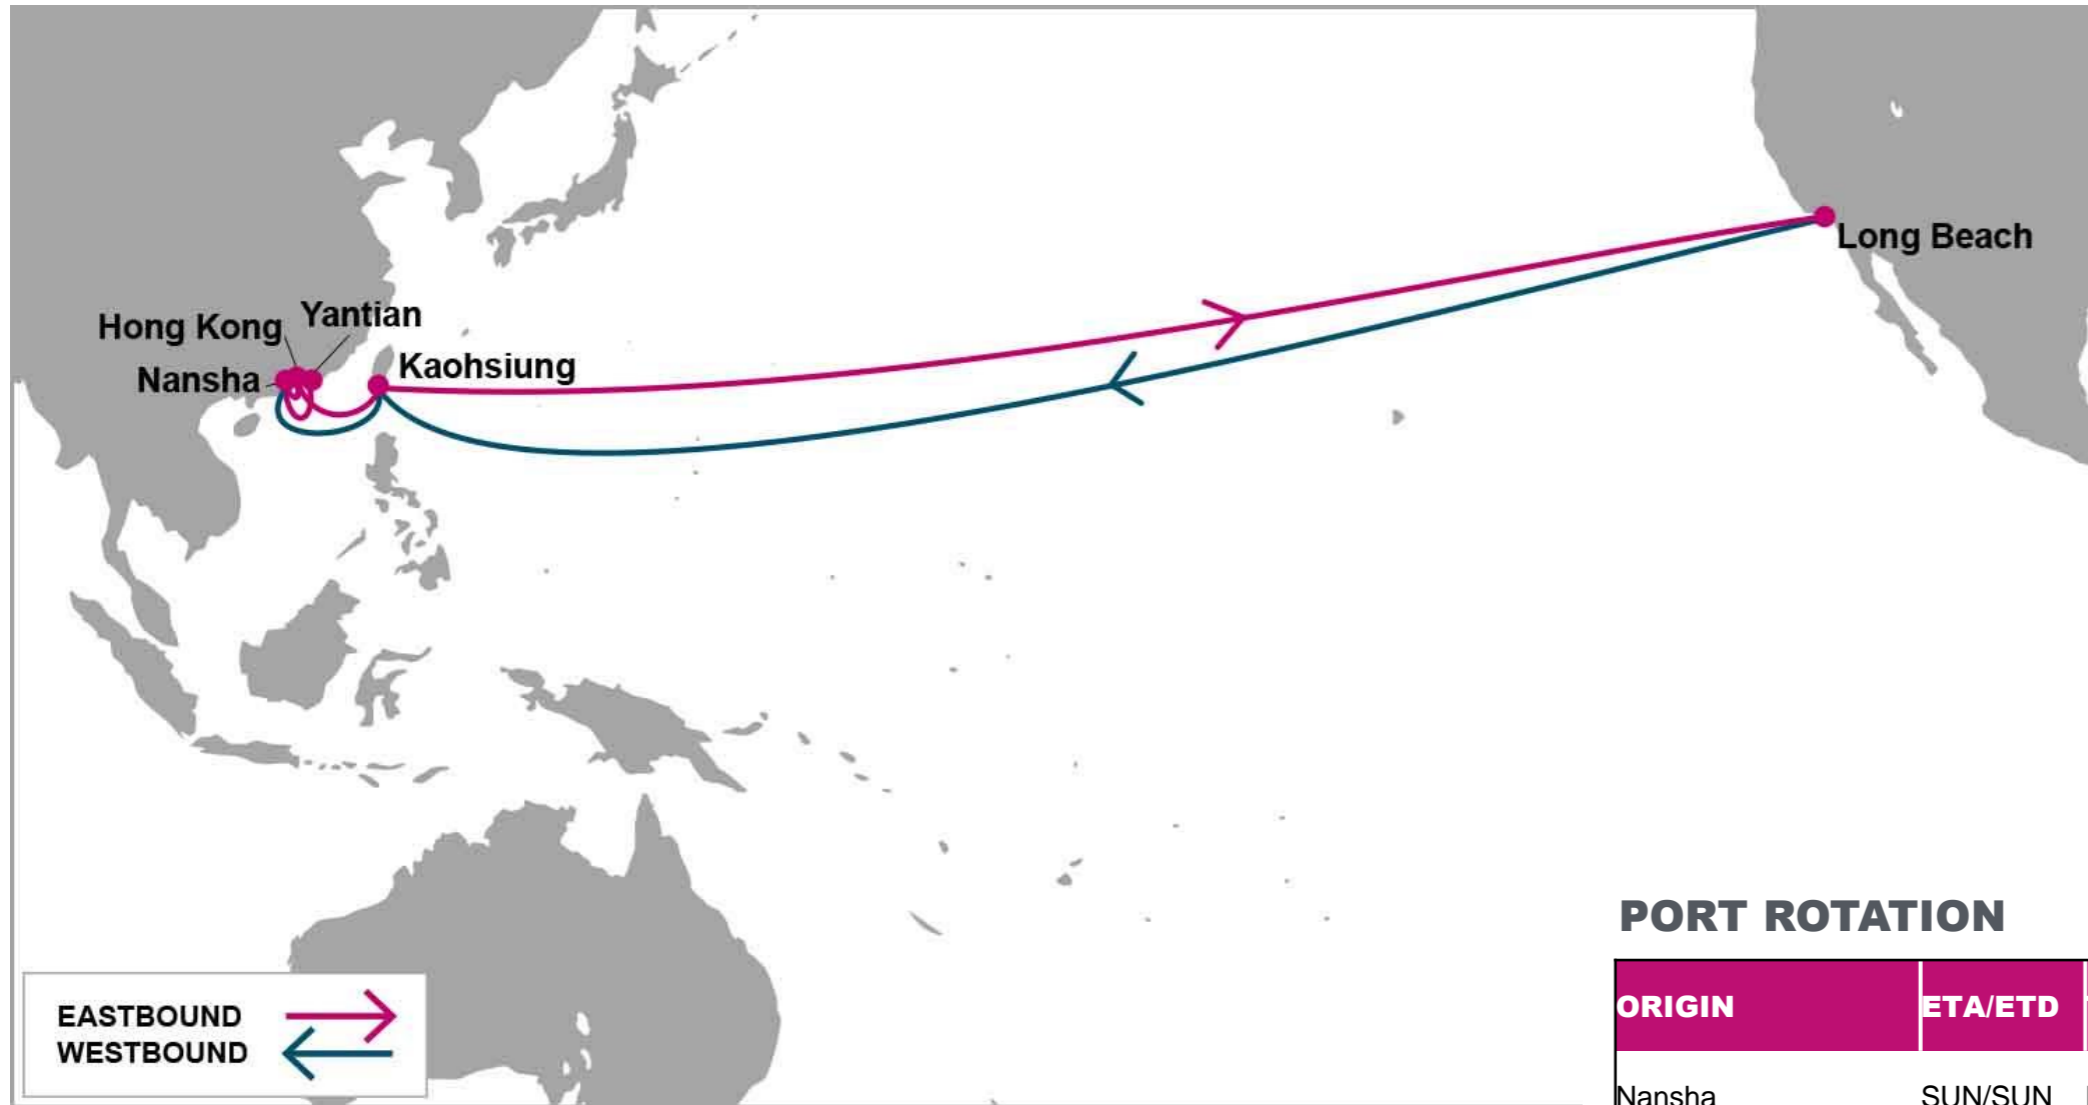 Long Beach
Yantian
Hong Kong
Kaohsiung
Nansha
PORT ROTATION
ORIGIN ETA/ETD
Nansha SUN/SUN
EASTBOUND
WESTBOUND